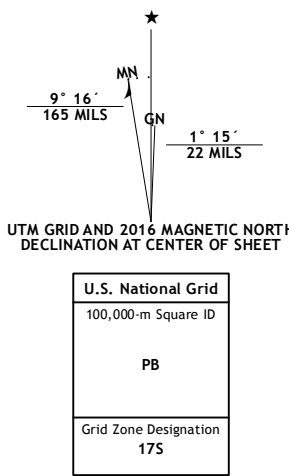 MN
GN
9° 16´
165 MILS
1° 15´
22 MILS
UTM GRID AND 2016 MAGNETIC NORTH
DECLINATION AT CENTER OF SHEET
U.S. National Grid
100,000-m Square ID
PB
Grid Zone Designation
17S